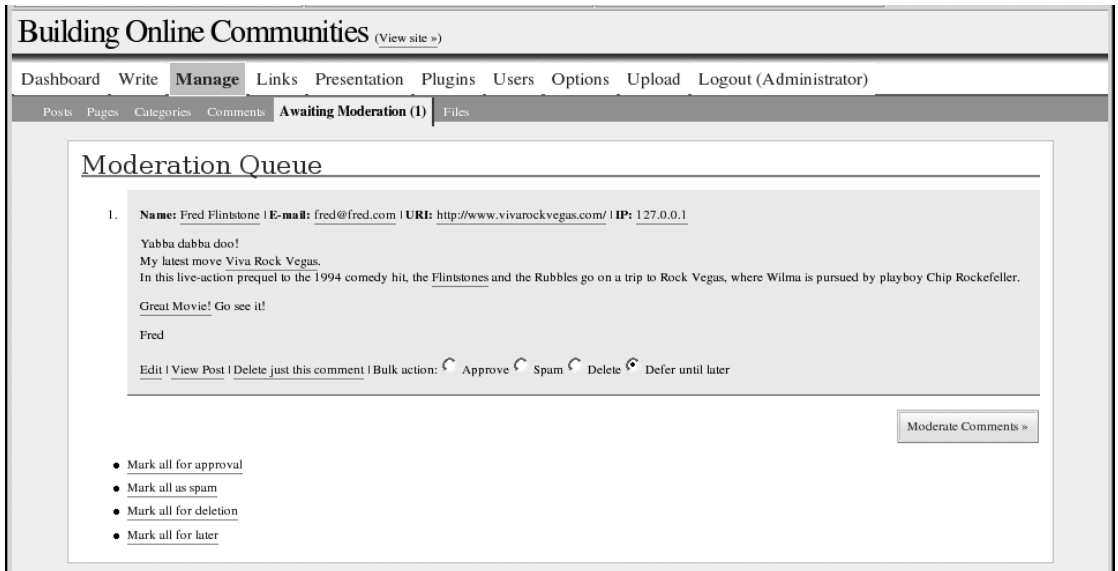 Building Online Communities (View site »)
Dashboard Write Manage Links Presentation Plugins Users Options Upload Logout (Administrator)
Posts Pages Categories Comments Awaiting Moderation (1) Files
Moderation Queue
1. Name: Fred Flintstone | E-mail: fred@fred.com | URI: http://www.vivarockvegas.com/ | IP: 127.0.0.1
Yabba dabba doo!
My latest move Viva Rock Vegas.
In this live-action prequel to the 1994 comedy hit, the Flintstones and the Rubbles go on a trip to Rock Vegas, where Wilma is pursued by playboy Chip Rockefeller.
Great Movie! Go see it!
Fred
Edit | View Post | Delete just this comment | Bulk action: Approve Spam Delete Defer until later
Moderate Comments »
Mark all for approval
Mark all as spam
Mark all for deletion
Mark all for later